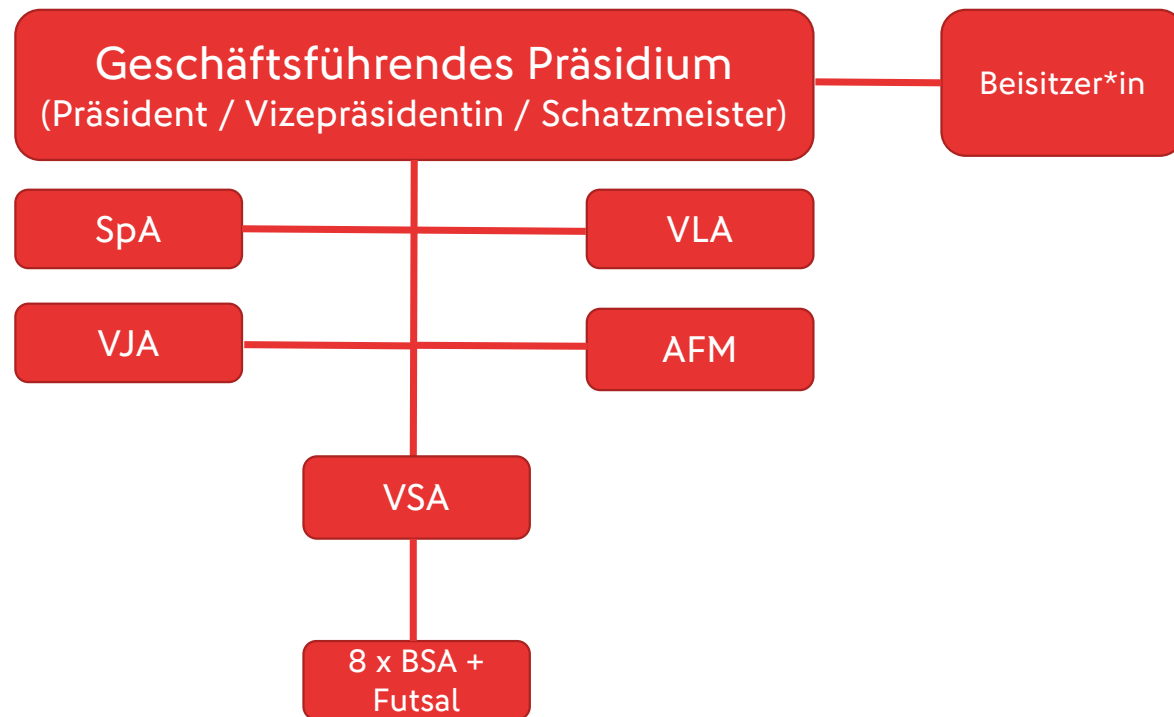 Geschäftsführendes Präsidium
(Präsident / Vizepräsidentin / Schatzmeister)
Beisitzer*in
SpA
VLA
VJA
AFM
VSA
8 x BSA +
Futsal